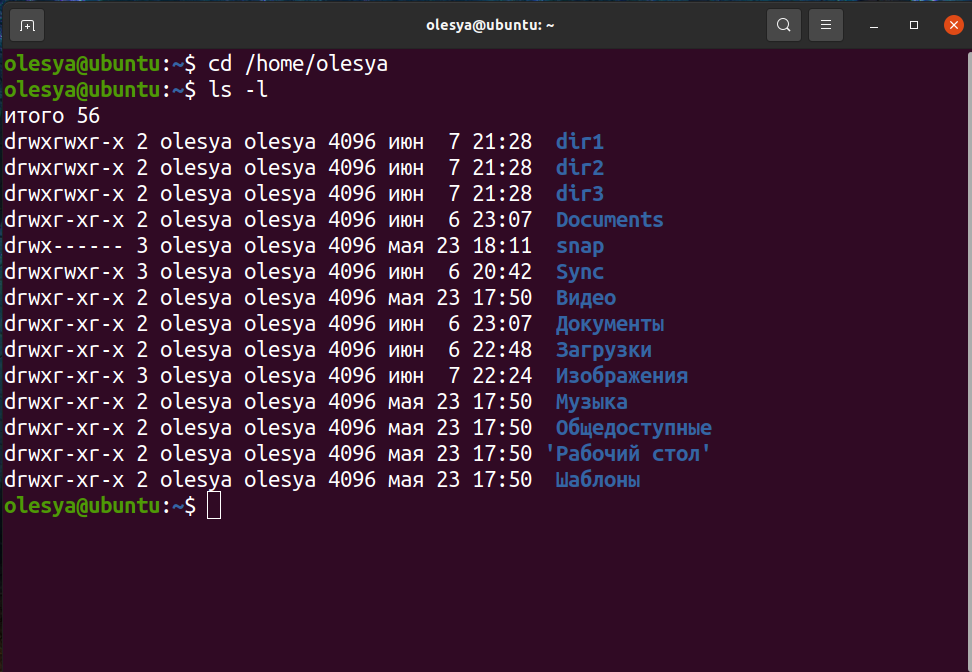 olesya@ubuntu: ~
olesya@ubuntu:~$ cd /home/olesya
olesya@ubuntu:~$ ls -l
итого 56
drwxrwxr-x 2 olesya olesya 4096 июн  7 21:28  dir1
drwxrwxr-x 2 olesya olesya 4096 июн  7 21:28  dir2
drwxrwxr-x 2 olesya olesya 4096 июн  7 21:28  dir3
drwxr-xr-x 2 olesya olesya 4096 июн  6 23:07  Documents
drwx------ 3 olesya olesya 4096 мая 23 18:11  snap
drwxrwxr-x 3 olesya olesya 4096 июн  6 20:42  Sync
drwxr-xr-x 2 olesya olesya 4096 мая 23 17:50  Видео
drwxr-xr-x 2 olesya olesya 4096 июн  6 23:07  Документы
drwxr-xr-x 2 olesya olesya 4096 июн  6 22:48  Загрузки
drwxr-xr-x 3 olesya olesya 4096 июн  7 22:24  Изображения
drwxr-xr-x 2 olesya olesya 4096 мая 23 17:50  Музыка
drwxr-xr-x 2 olesya olesya 4096 мая 23 17:50  Общедоступные
drwxr-xr-x 2 olesya olesya 4096 мая 23 17:50 'Рабочий стол'
drwxr-xr-x 2 olesya olesya 4096 мая 23 17:50  Шаблоны
olesya@ubuntu:~$